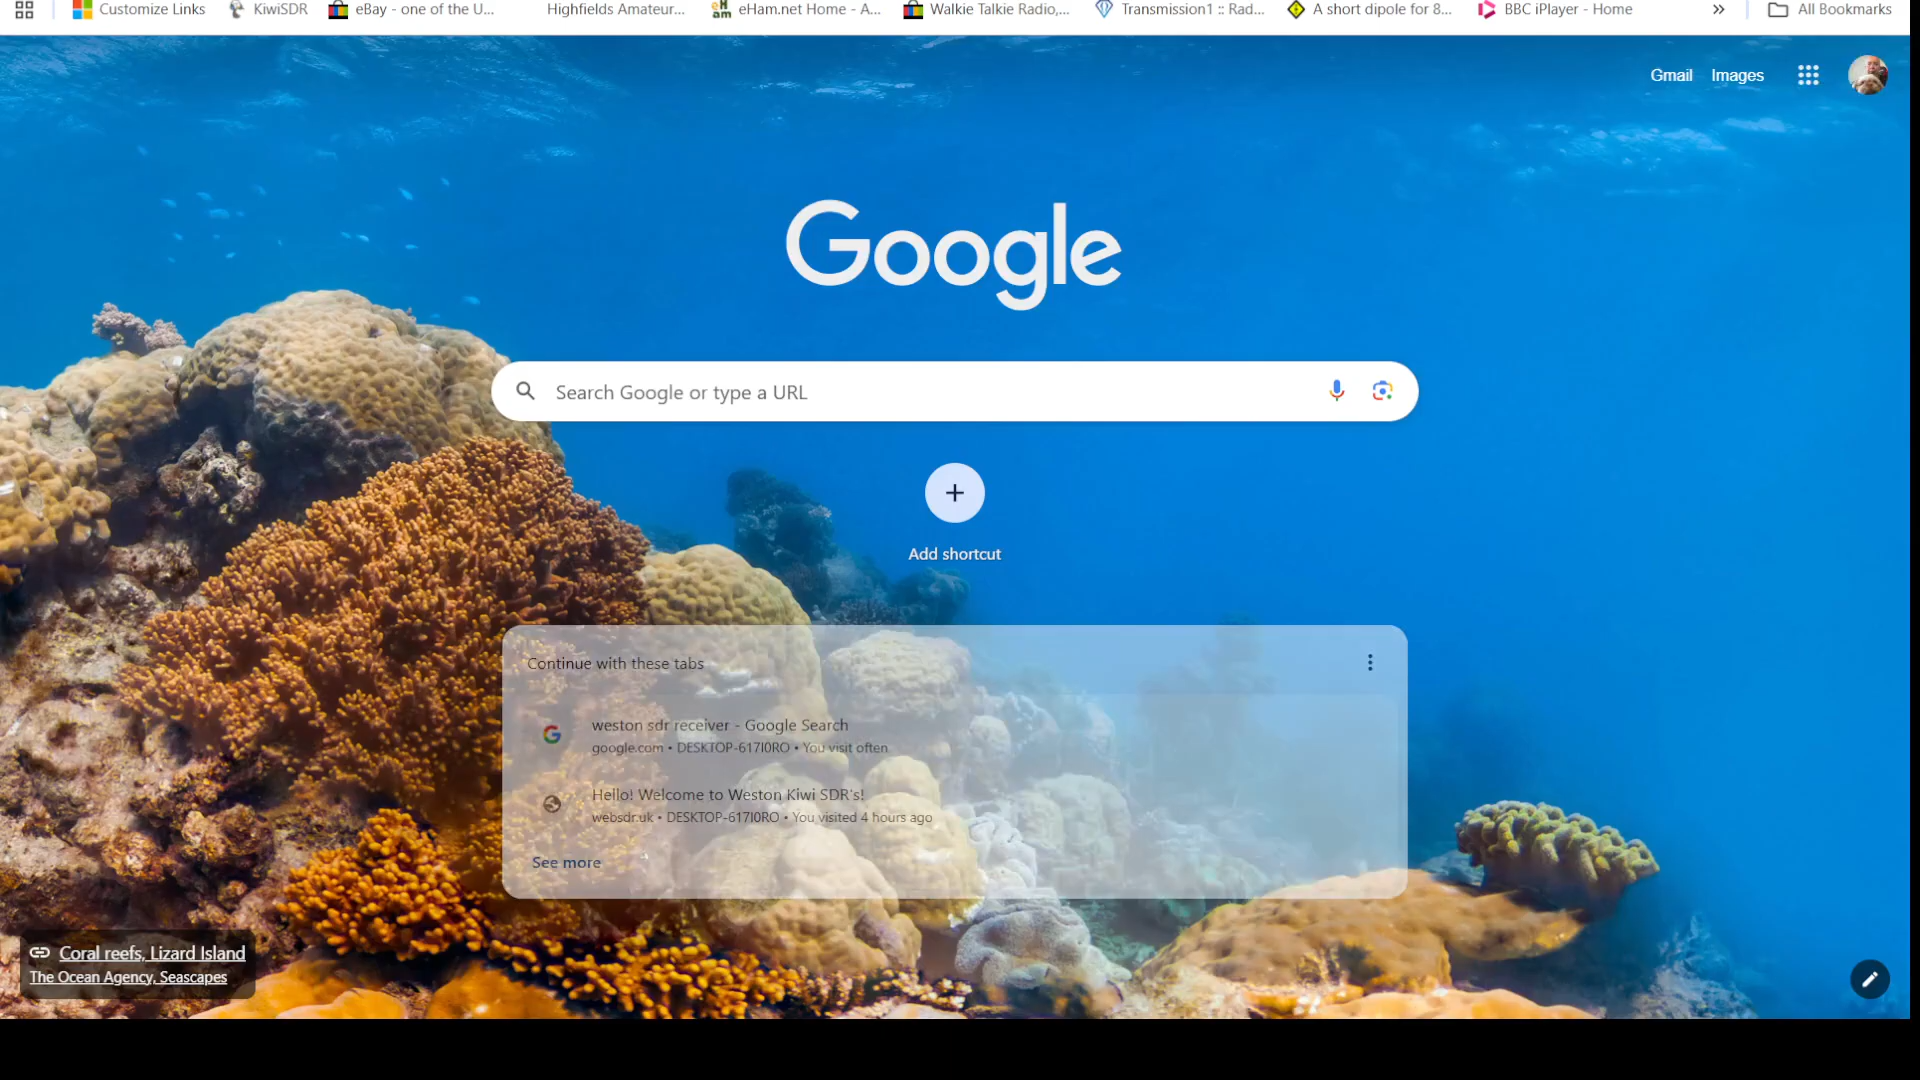 Customize Links KiwiSDR eBay - one of the U... Highfields Amateur... eHam.net Home - A... Walkie Talkie Radio,... Transmission1 :: Rad... A short dipole for 8... BBC iPlayer - Home » All Bookmarks
Gmail Images
Google
Search Google or type a URL
Add shortcut
Continue with these tabs
weston sdr receiver - Google Search
google.com • DESKTOP-617I0RO • You visit often
Hello! Welcome to Weston Kiwi SDR's!
websdr.uk • DESKTOP-617I0RO • You visited 4 hours ago
See more
Coral reefs, Lizard Island
The Ocean Agency, Seascapes